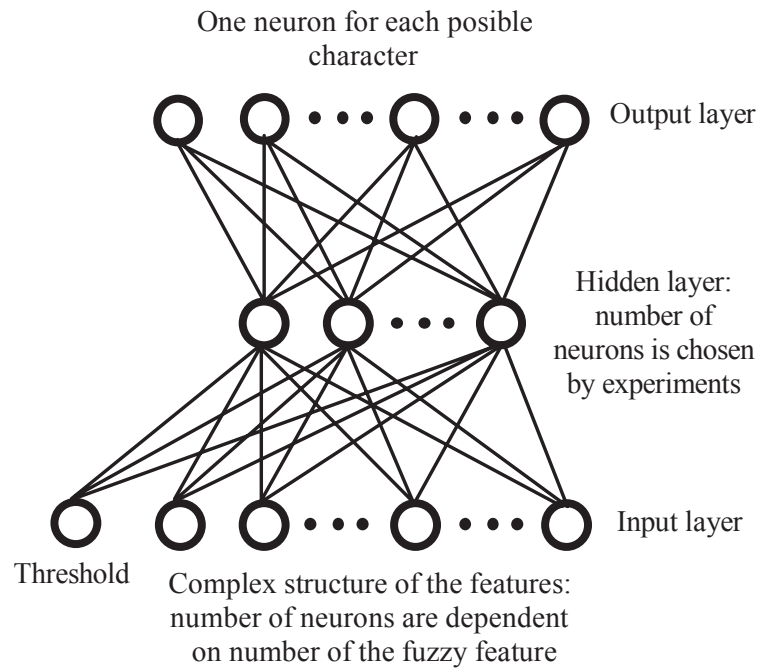 One neuron for each posible
character
Output layer
Hidden layer:
number of
neurons is chosen
by experiments
Input layer
Threshold
Complex structure of the features:
number of neurons are dependent
on number of the fuzzy feature